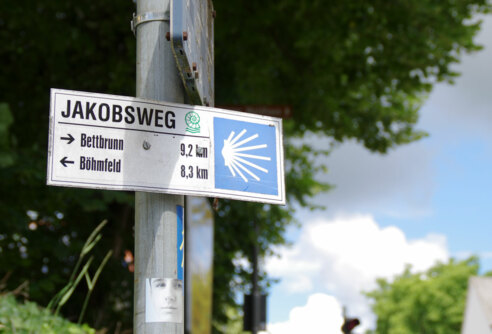 JAKOBSWEG
→ Bettbrunn 9,2 km
← Böhmfeld 8,3 km